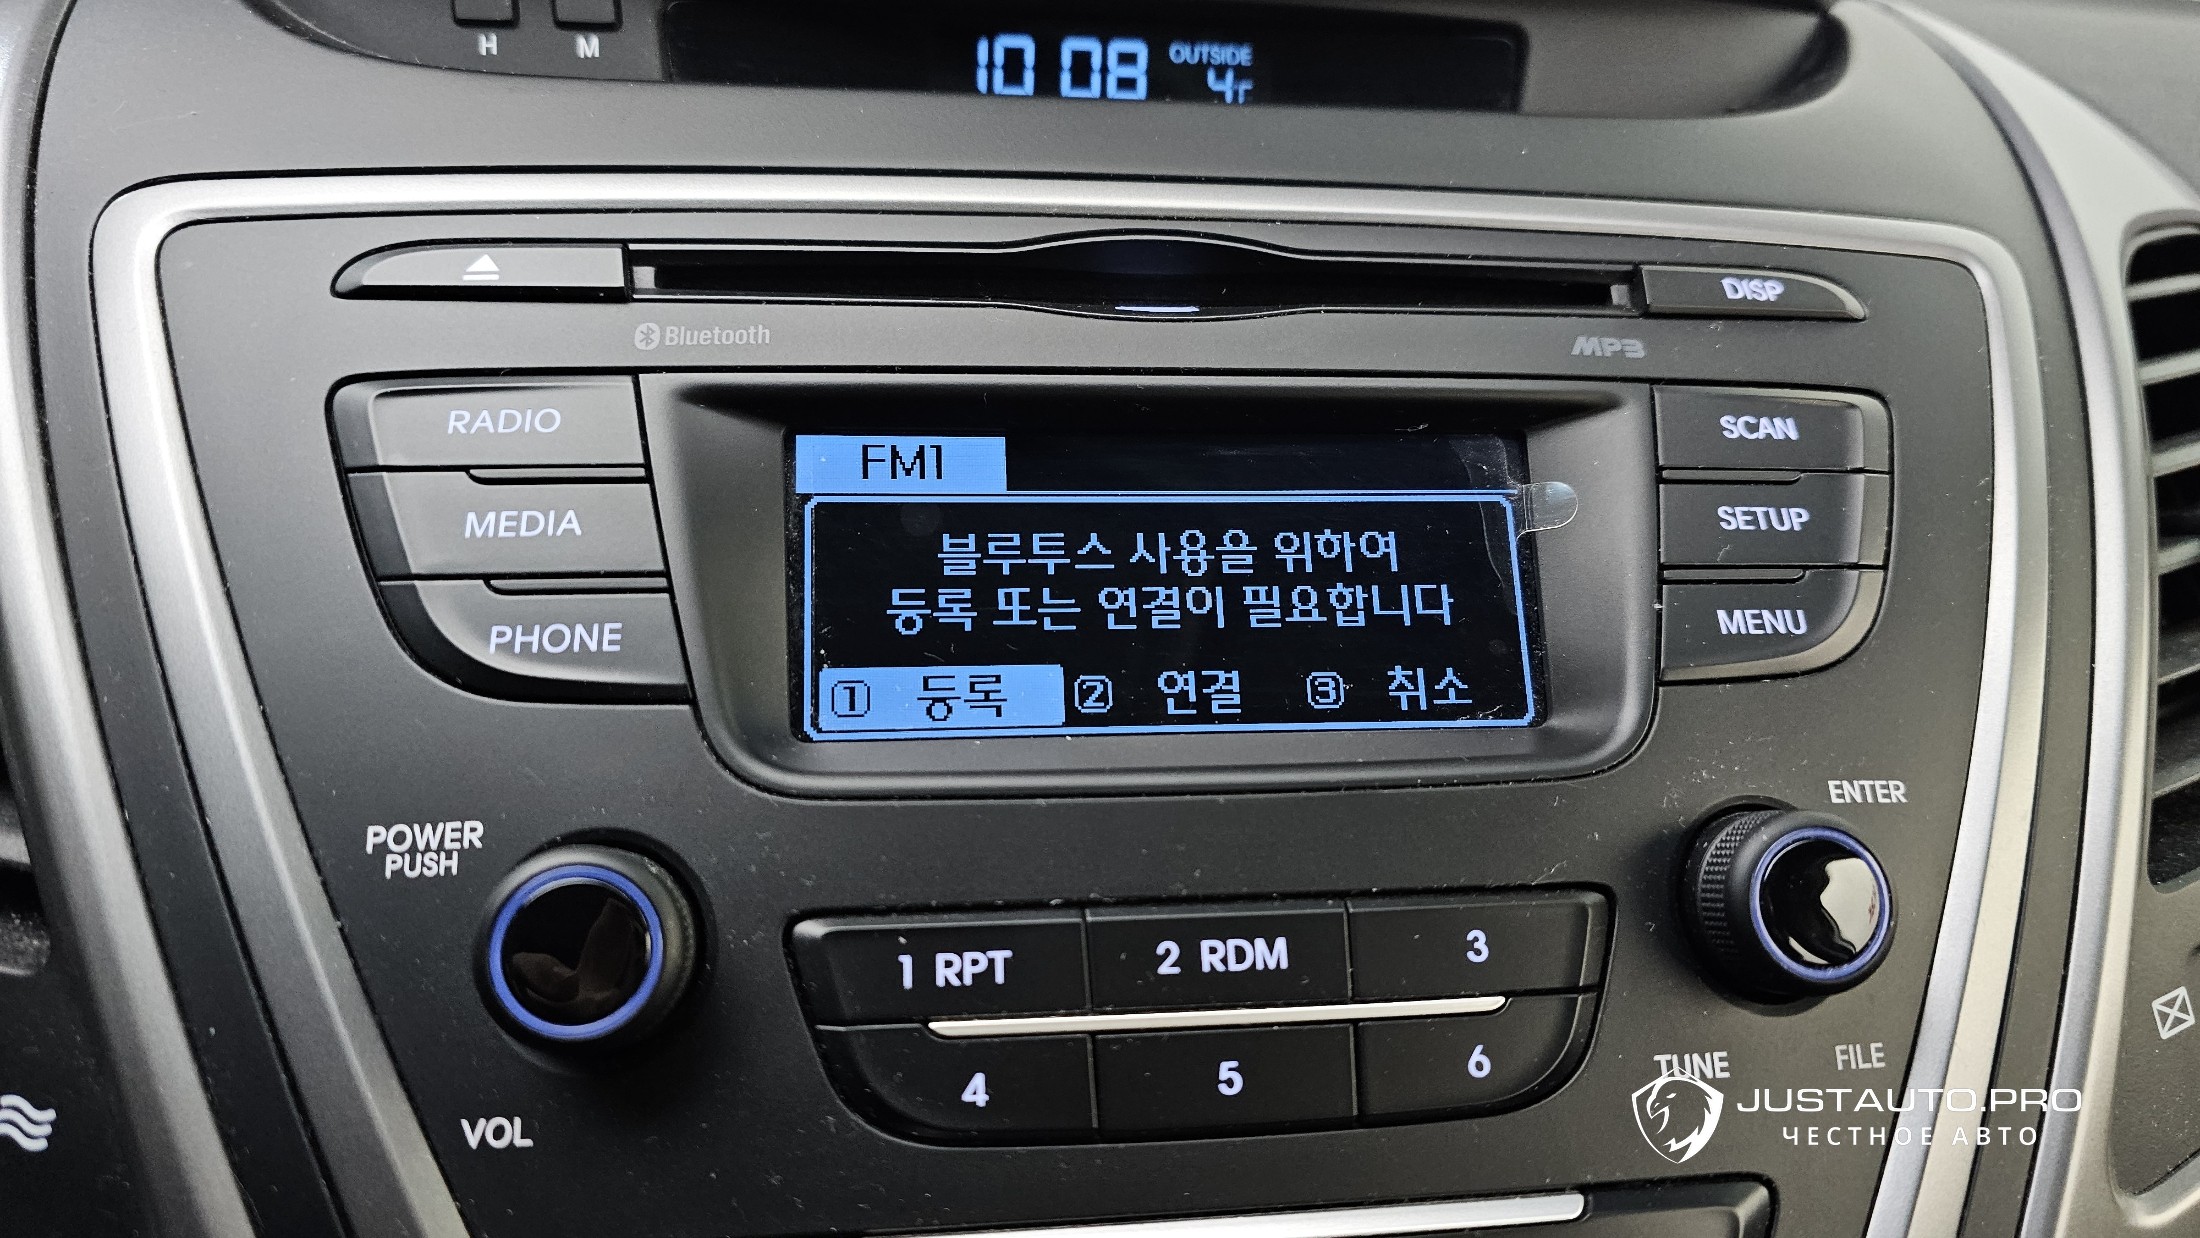 H M
10 08 OUTSIDE
4
DISP
Bluetooth MP3
RADIO
MEDIA
PHONE
FM1
블루투스 사용을 위하여
등록 또는 연결이 필요합니다
① 등록 ② 연결 ③ 취소
SCAN
SETUP
MENU
POWER
PUSH
VOL
1 RPT 2 RDM 3
4 5 6
ENTER
TUNE FILE
JUSTAUTO.PRO
ЧЕСТНОЕ АВТО